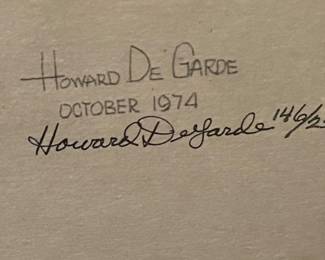 Howard De Garde
October 1974
Howard DeGarde 146/2